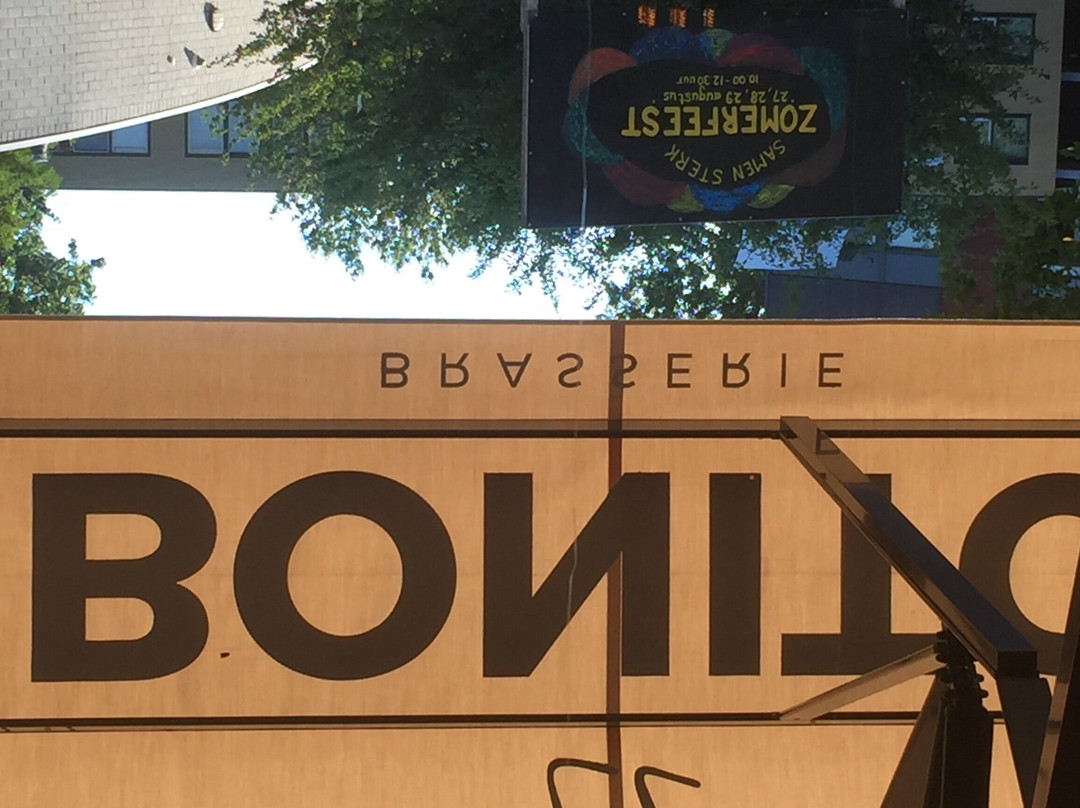 BONITO
BRASSERIE
SAMEN STERK
ZOMERFEEST
27, 28, 29 augustus
10.00 - 12.30 uur